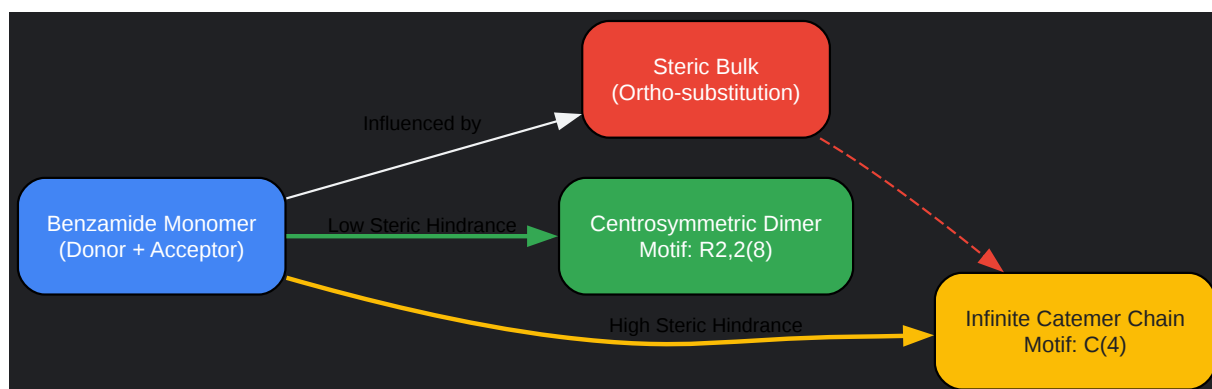 Steric Bulk
(Ortho-substitution)
Influenced by
Benzamide Monomer
(Donor + Acceptor)
Low Steric Hindrance
Centrosymmetric Dimer
Motif: R2,2(8)
High Steric Hindrance
Infinite Catemer Chain
Motif: C(4)